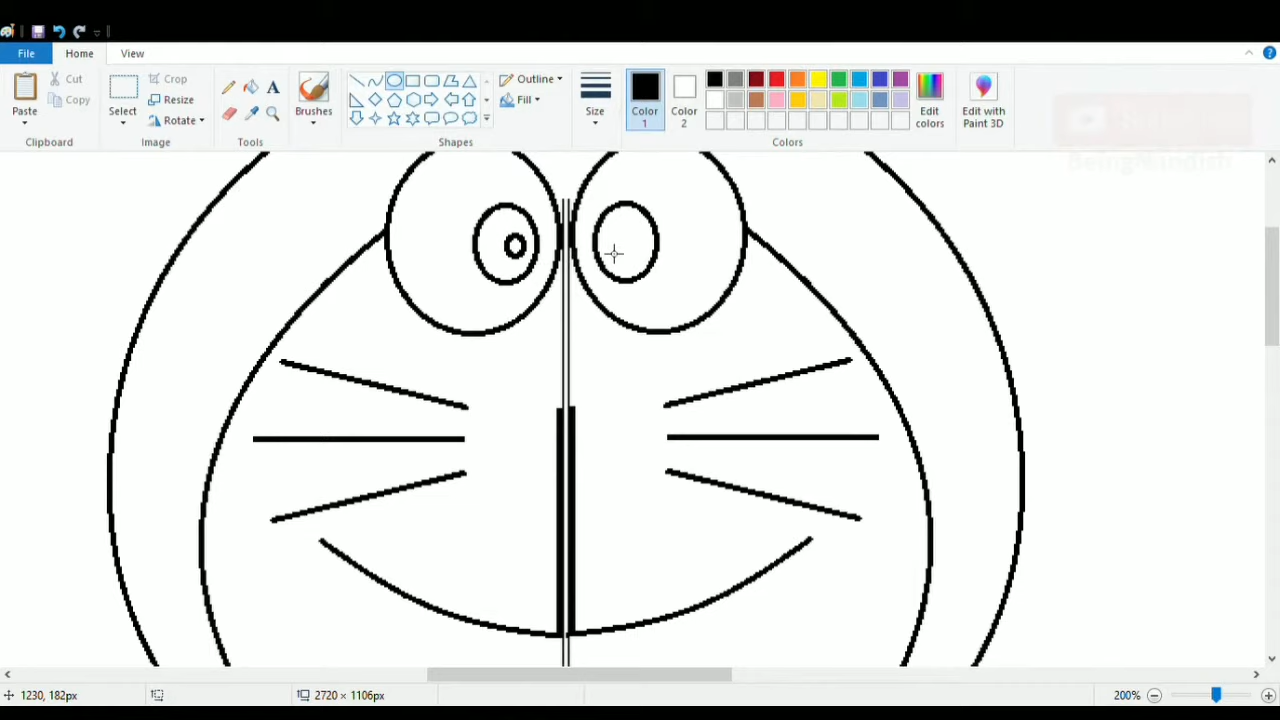 File Home View
Paste
Cut
Copy
Clipboard
Select
Crop
Resize
Rotate
Image
Tools
Brushes
Outline
Fill
Shapes
Size
Color
1
Color
2
Edit
colors
Colors
Edit with
Paint 3D
1230, 182px
2720 × 1106px
200%